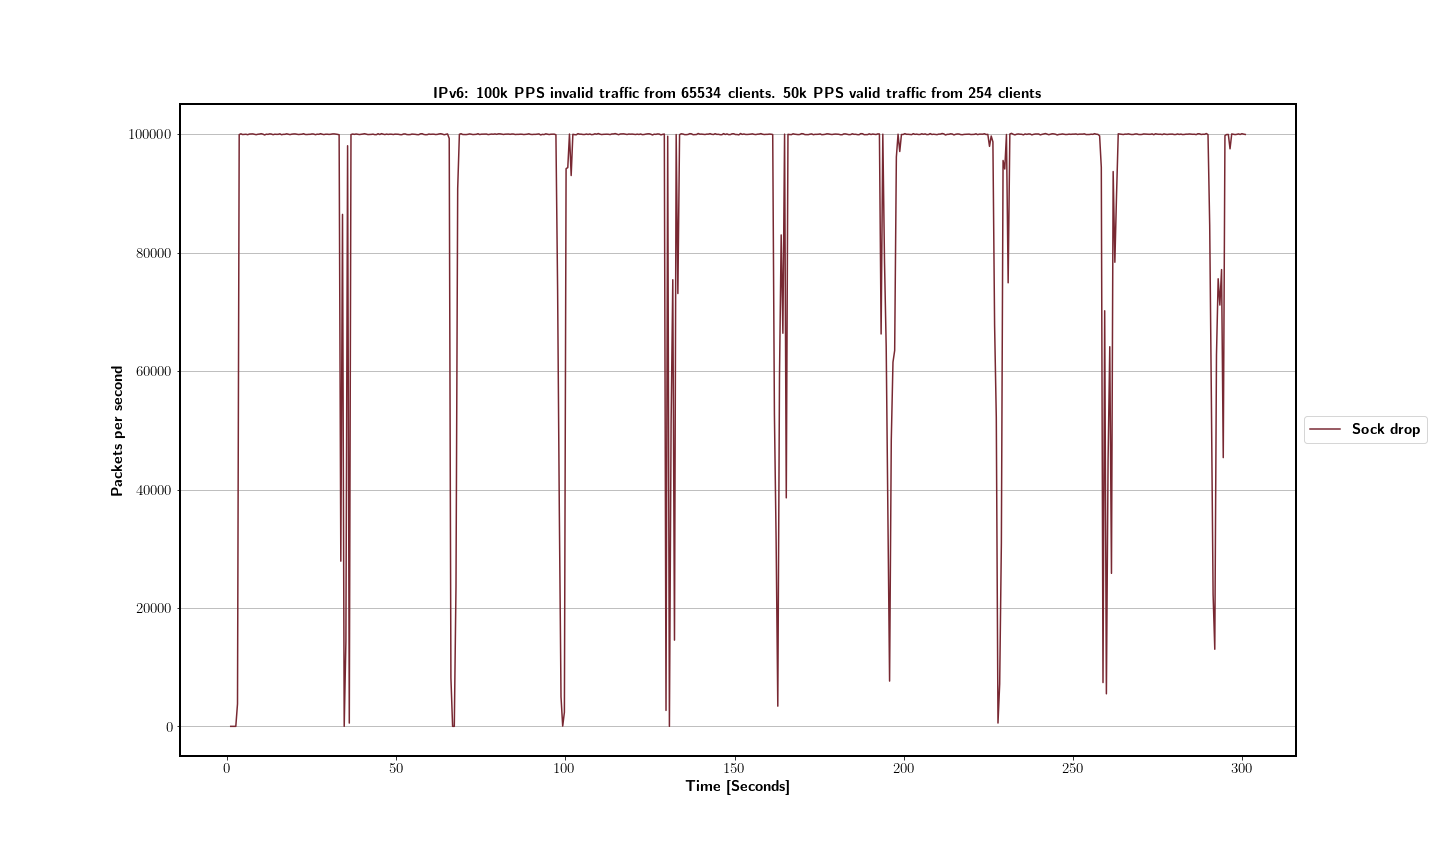 IPv6: 100k PPS invalid traffic from 65534 clients. 50k PPS valid traffic from 254 clients
100000
80000
60000
40000
20000
0
Packets per second
0 50 100 150 200 250 300
Time [Seconds]
Sock drop